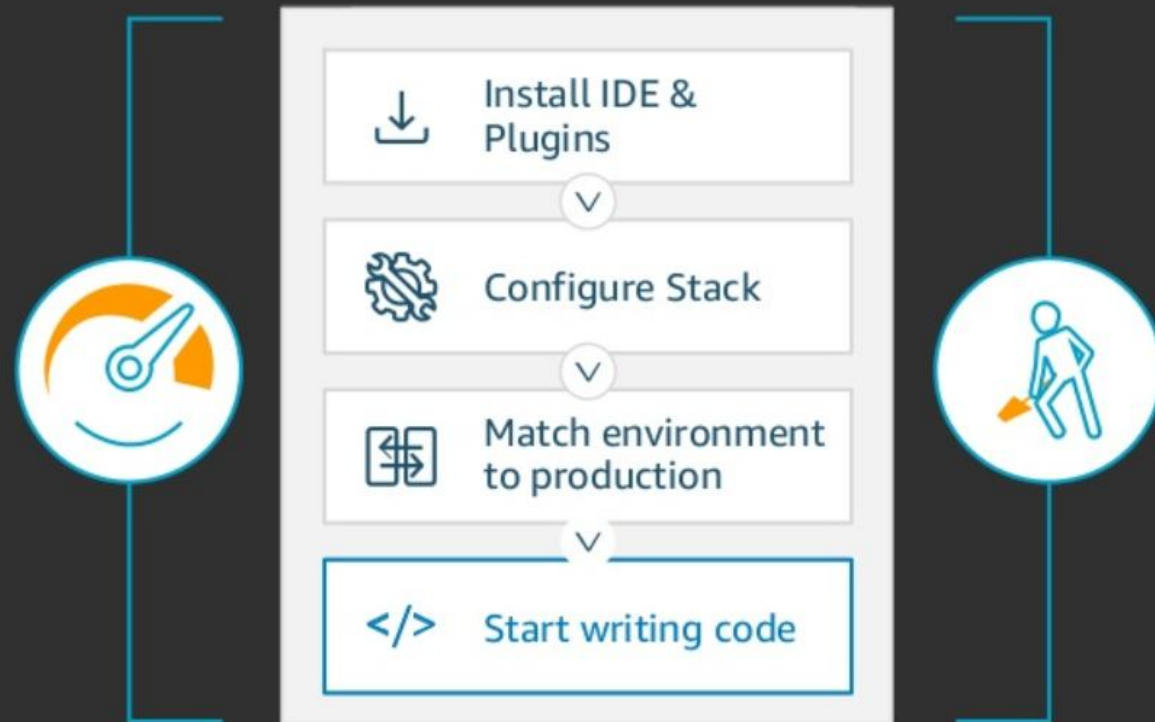 Install IDE &
Plugins
Configure Stack
Match environment
to production
</> Start writing code